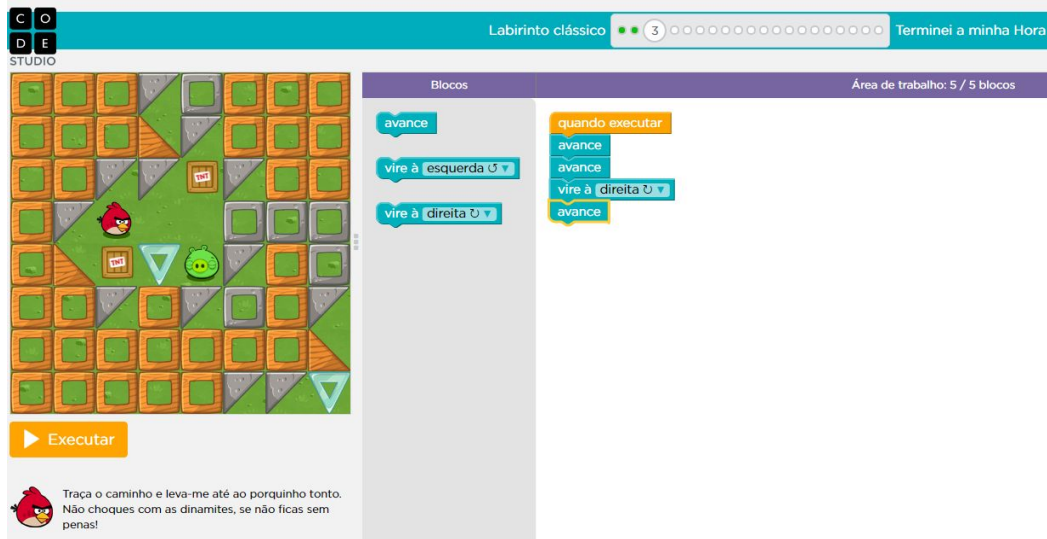 C O
D E
STUDIO
Labirinto clássico 3 Terminei a minha Hora
Blocos
Área de trabalho: 5 / 5 blocos
avance
vire à esquerda ↺ ▼
vire à direita ↻ ▼
quando executar
avance
avance
vire à direita ↻ ▼
avance
TNT
TNT
Executar
Traça o caminho e leva-me até ao porquinho tonto.
Não choques com as dinamites, se não ficas sem
penas!